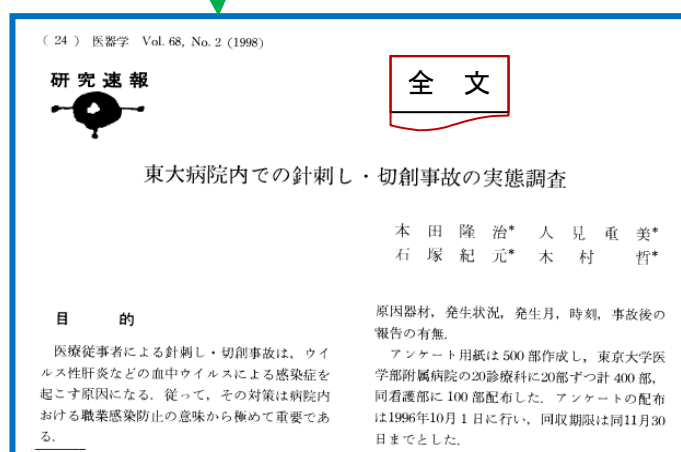 ( 24 ) 医器学 Vol. 68, No. 2 (1998)
研究速報
全 文
東大病院内での針刺し・切創事故の実態調査
本 田 隆 治* 人 見 重 美*
石 塚 紀 元* 木 村 哲*
目 的
医療従事者による針刺し・切創事故は，ウイ
ルス性肝炎などの血中ウイルスによる感染症を
起こす原因になる．従って，その対策は病院内
おける職業感染防止の意味から極めて重要であ
る．
原因器材，発生状況，発生月，時刻，事故後の
報告の有無．
アンケート用紙は 500 部作成し，東京大学医
学部附属病院の20診療科に20部ずつ計 400 部，
同看護部に 100 部配布した．アンケートの配布
は1996年10月 1 日に行い，回収期限は同11月30
日までとした．